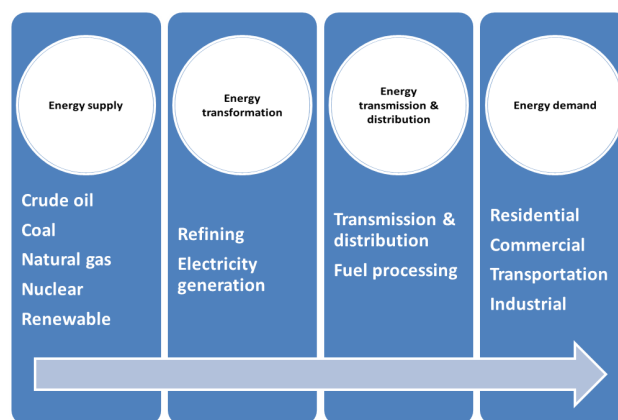 Energy supply
Crude oil
Coal
Natural gas
Nuclear
Renewable
Energy
transformation
Refining
Electricity
generation
Energy
transmission &
distribution
Transmission &
distribution
Fuel processing
Energy demand
Residential
Commercial
Transportation
Industrial